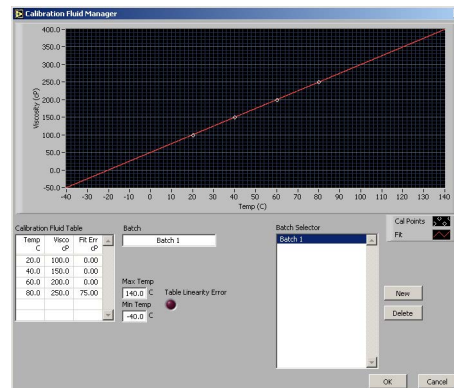 Calibration Fluid Manager
400.0
350.0
300.0
250.0
200.0
150.0
100.0
50.0
0.0
-50.0
Viscosity (cP)
-40 -30 -20 -10 0 10 20 30 40 50 60 70 80 90 100 110 120 130 140
Temp (C)
Cal Points
Fit
Calibration Fluid Table
Temp C Visco cP Fit Err cP
20.0 100.0 0.00
40.0 150.0 0.00
60.0 200.0 0.00
80.0 250.0 75.00
Batch
Batch 1
Max Temp
140.0 C
Table Linearity Error
Min Temp
-40.0 C
Batch Selector
Batch 1
New
Delete
OK Cancel